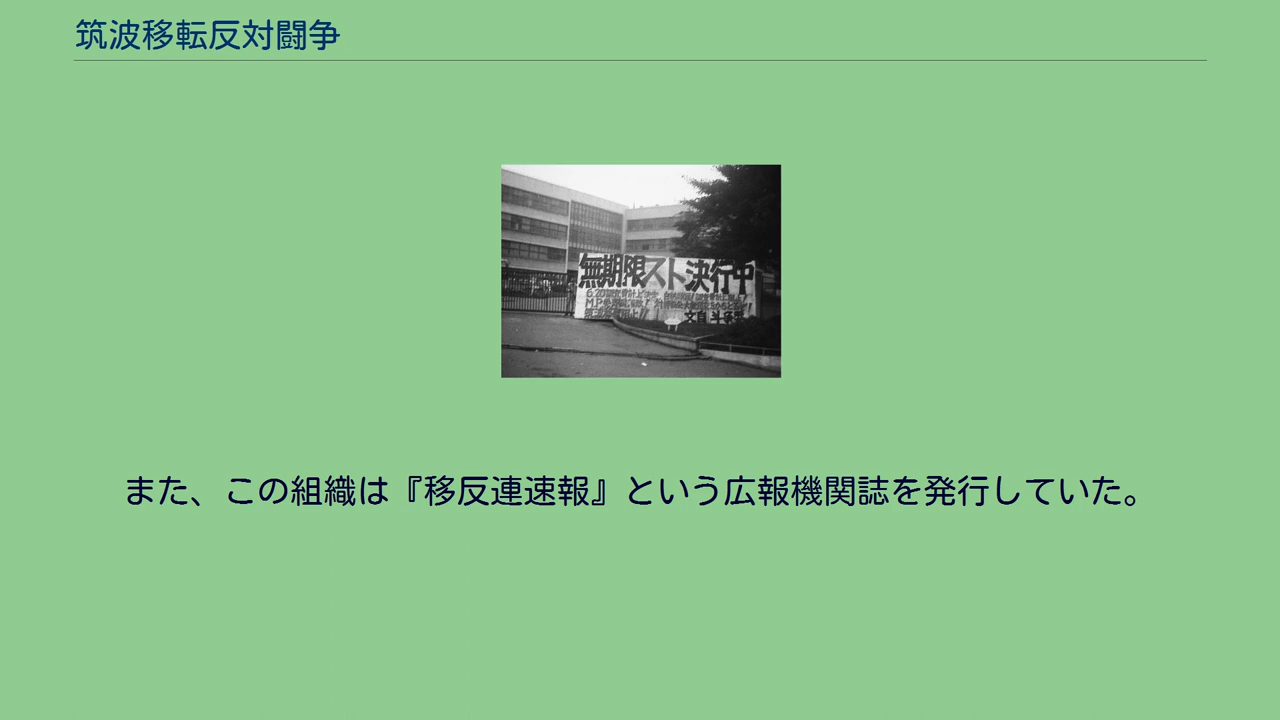 筑波移転反対闘争
無期限スト決行中
また、この組織は『移反連速報』という広報機関誌を発行していた。